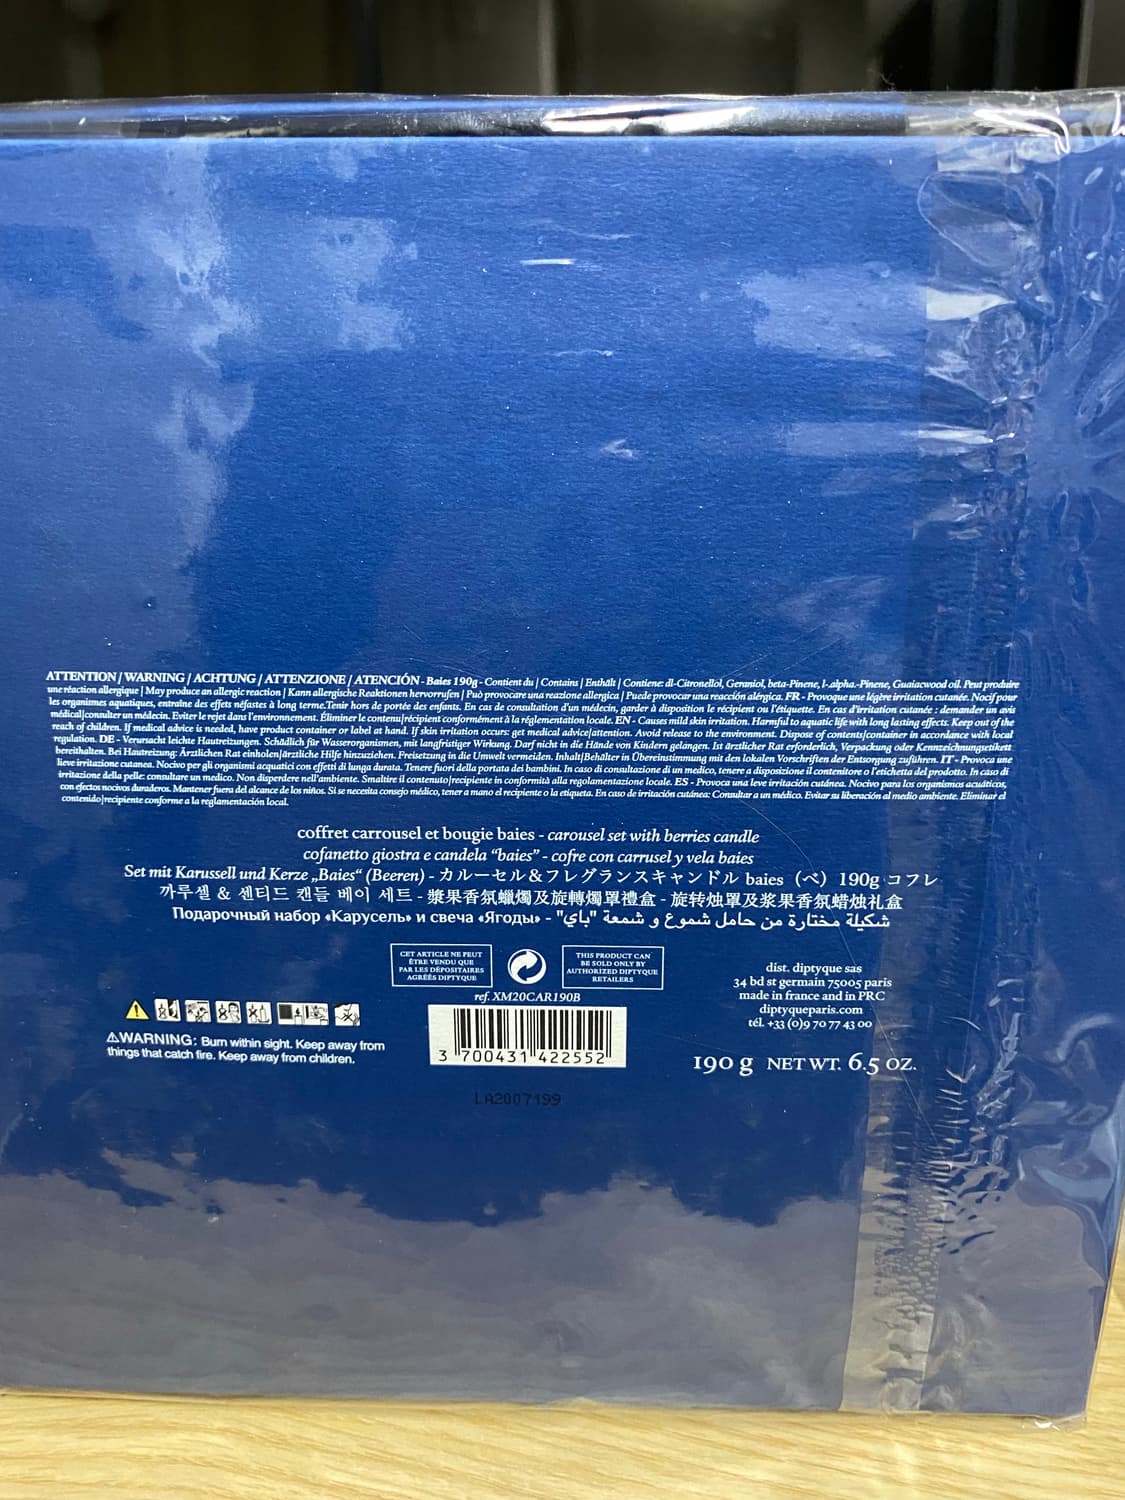 ATTENTION / WARNING / ACHTUNG / ATTENZIONE / ATENCIÓN - Baies 190g - Contient du | Contains | Enthält | Contiene: dl-Citronellol, Geraniol, beta-Pinene, l-.alpha.-Pinene, Guaiacwood oil. Peut produire
une réaction allergique | May produce an allergic reaction | Kann allergische Reaktionen hervorrufen | Può provocare una reazione allergica | Puede provocar una reacción alérgica. FR - Provoque une légère irritation cutanée. Nocif pour
les organismes aquatiques, entraîne des effets néfastes à long terme.Tenir hors de portée des enfants. En cas de consultation d'un médecin, garder à disposition le récipient ou l'étiquette. En cas d'irritation cutanée : demander un avis
médical|consulter un médecin. Eviter le rejet dans l'environnement. Éliminer le contenu|récipient conformément à la réglementation locale. EN - Causes mild skin irritation. Harmful to aquatic life with long lasting effects. Keep out of the
reach of children. If medical advice is needed, have product container or label at hand. If skin irritation occurs: get medical advice|attention. Avoid release to the environment. Dispose of contents|container in accordance with local
regulation. DE - Verursacht leichte Hautreizungen. Schädlich für Wasserorganismen, mit langfristiger Wirkung. Darf nicht in die Hände von Kindern gelangen. Ist ärztlicher Rat erforderlich, Verpackung oder Kennzeichnungsetikett
bereithalten. Bei Hautreizung: Ärztlichen Rat einholen|ärztliche Hilfe hinzuziehen. Freisetzung in die Umwelt vermeiden. Inhalt|Behälter in Übereinstimmung mit den lokalen Vorschriften der Entsorgung zuführen. IT - Provoca una
lieve irritazione cutanea. Nocivo per gli organismi acquatici con effetti di lunga durata. Tenere fuori della portata dei bambini. In caso di consultazione di un medico, tenere a disposizione il contenitore o l'etichetta del prodotto. In caso di
irritazione della pelle: consultare un medico. Non disperdere nell'ambiente. Smaltire il contenuto|recipiente in conformità alla regolamentazione locale. ES - Provoca una leve irritación cutánea. Nocivo para los organismos acuáticos,
con efectos nocivos duraderos. Mantener fuera del alcance de los niños. Si se necesita consejo médico, tener a mano el recipiente o la etiqueta. En caso de irritación cutánea: Consultar a un médico. Evitar su liberación al medio ambiente. Eliminar el
contenido|recipiente conforme a la reglamentación local.
coffret carrousel et bougie baies - carousel set with berries candle
cofanetto giostra e candela “baies” - cofre con carrusel y vela baies
Set mit Karussell und Kerze „Baies“ (Beeren) - カルーセル＆フレグランスキャンドル baies（ベ）190g コフレ
까루셀 & 센티드 캔들 베이 세트 - 漿果香氛蠟燭及旋轉燭罩禮盒 - 旋转烛罩及浆果香氛蜡烛礼盒
Подарочный набор «Карусель» и свеча «Ягоды» - شكيلة مختارة من حامل شموع و شمعة "باي"
CET ARTICLE NE PEUT
ÊTRE VENDU QUE
PAR LES DÉPOSITAIRES
AGRÉÉS DIPTYQUE
THIS PRODUCT CAN
BE SOLD ONLY BY
AUTHORIZED DIPTYQUE
RETAILERS
ref. XM20CAR190B
3 700431 422552
LA2007199
⚠WARNING: Burn within sight. Keep away from
things that catch fire. Keep away from children.
dist. diptyque sas
34 bd st germain 75005 paris
made in france and in PRC
diptyqueparis.com
tél. +33 (0)9 70 77 43 00
190 g NET WT. 6.5 OZ.